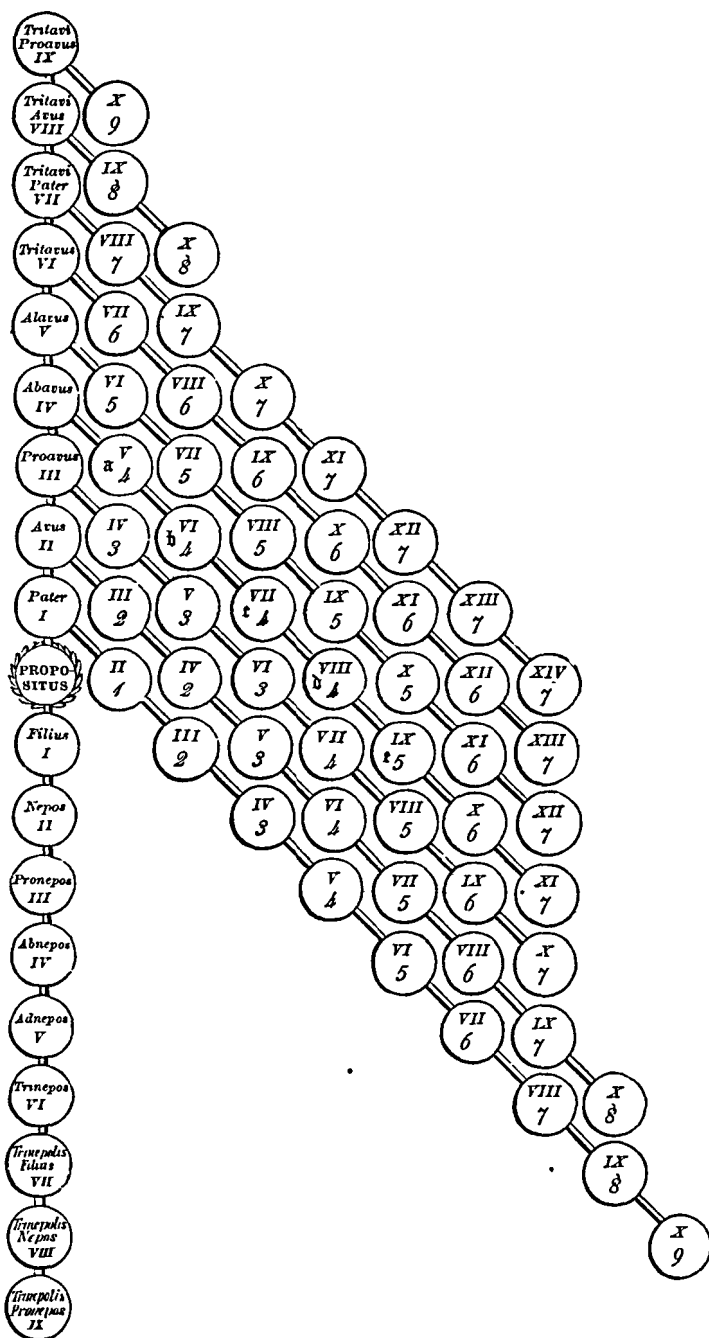 Tritavi
Proavus
IX
Tritavi
Avus
VIII
X
9
Tritavi
Pater
VII
IX
8
Tritavus
VI
VIII
7
X
8
Atavus
V
VII
6
IX
7
Abavus
IV
VI
5
VIII
6
X
7
Proavus
III
a V
4
VII
5
IX
6
XI
7
Avus
II
IV
3
b VI
4
VIII
5
X
6
XII
7
Pater
I
III
2
V
3
VII
c 4
IX
5
XI
6
XIII
7
PROPO-
SITUS
II
1
IV
2
VI
3
VIII
d 4
X
5
XII
6
XIV
7
Filius
I
III
2
V
3
VII
4
IX
e 5
XI
6
XIII
7
Nepos
II
IV
3
VI
4
VIII
5
X
6
XII
7
Pronepos
III
V
4
VII
5
IX
6
XI
7
Abnepos
IV
VI
5
VIII
6
X
7
Adnepos
V
VII
6
IX
7
Trinepos
VI
VIII
7
X
8
Trinepotis
Filius
VII
IX
8
Trinepotis
Nepos
VIII
X
9
Trinepotis
Pronepos
IX